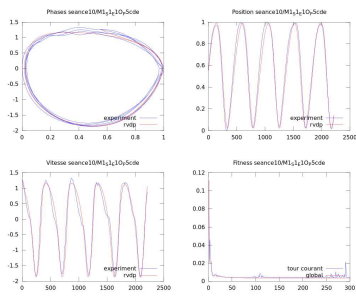 Phases seance10/M1S1E1OP5cde
1.5
1
0.5
0
-0.5
-1
-1.5
-2
experiment
rvdp
0 0.2 0.4 0.6 0.8 1
Position seance10/M1S1E1OP5cde
1
0.8
0.6
0.4
0.2
0
experiment
rvdp
0 500 1000 1500 2000 2500
Vitesse seance10/M1S1E1OP5cde
1.5
1
0.5
0
-0.5
-1
-1.5
-2
experiment
rvdp
0 500 1000 1500 2000 2500
Fitness seance10/M1S1E1OP5cde
0.12
0.1
0.08
0.06
0.04
0.02
0
tour courant
global
0 50 100 150 200 250 300